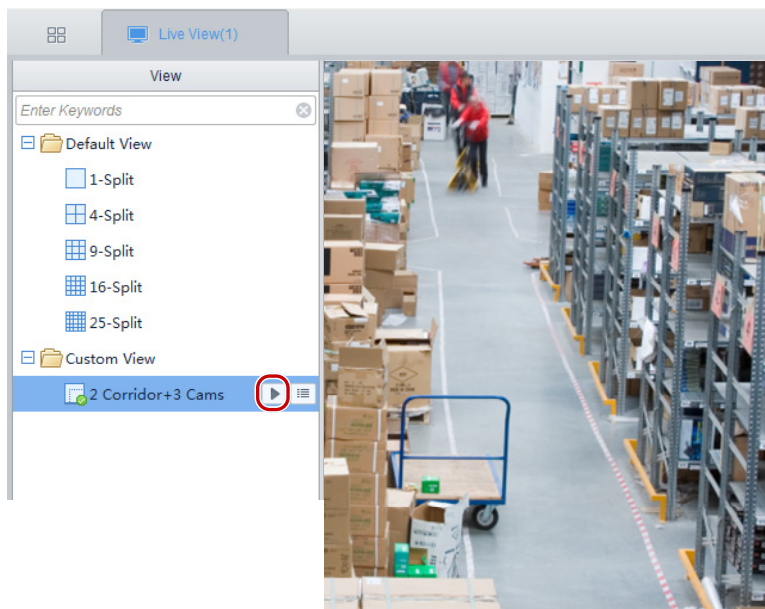 Live View(1)
View
Enter Keywords
Default View
1-Split
4-Split
9-Split
16-Split
25-Split
Custom View
2 Corridor+3 Cams